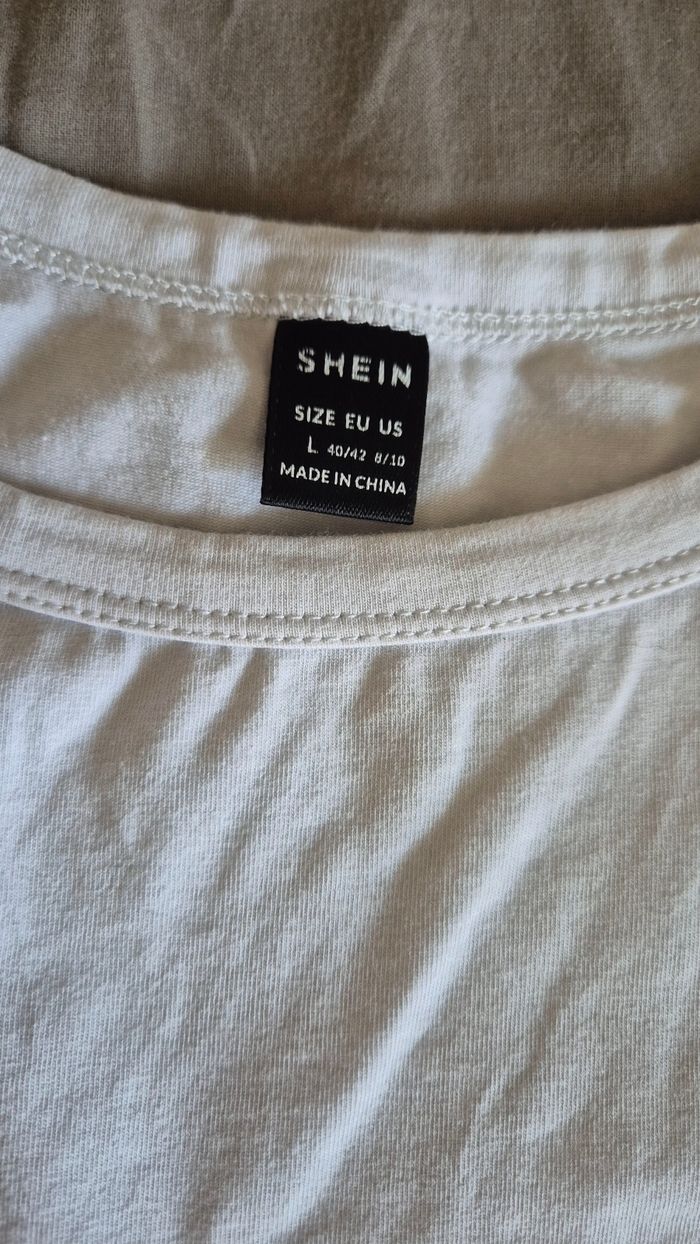 SHEIN
SIZE EU US
L 40/42 8/10
MADE IN CHINA